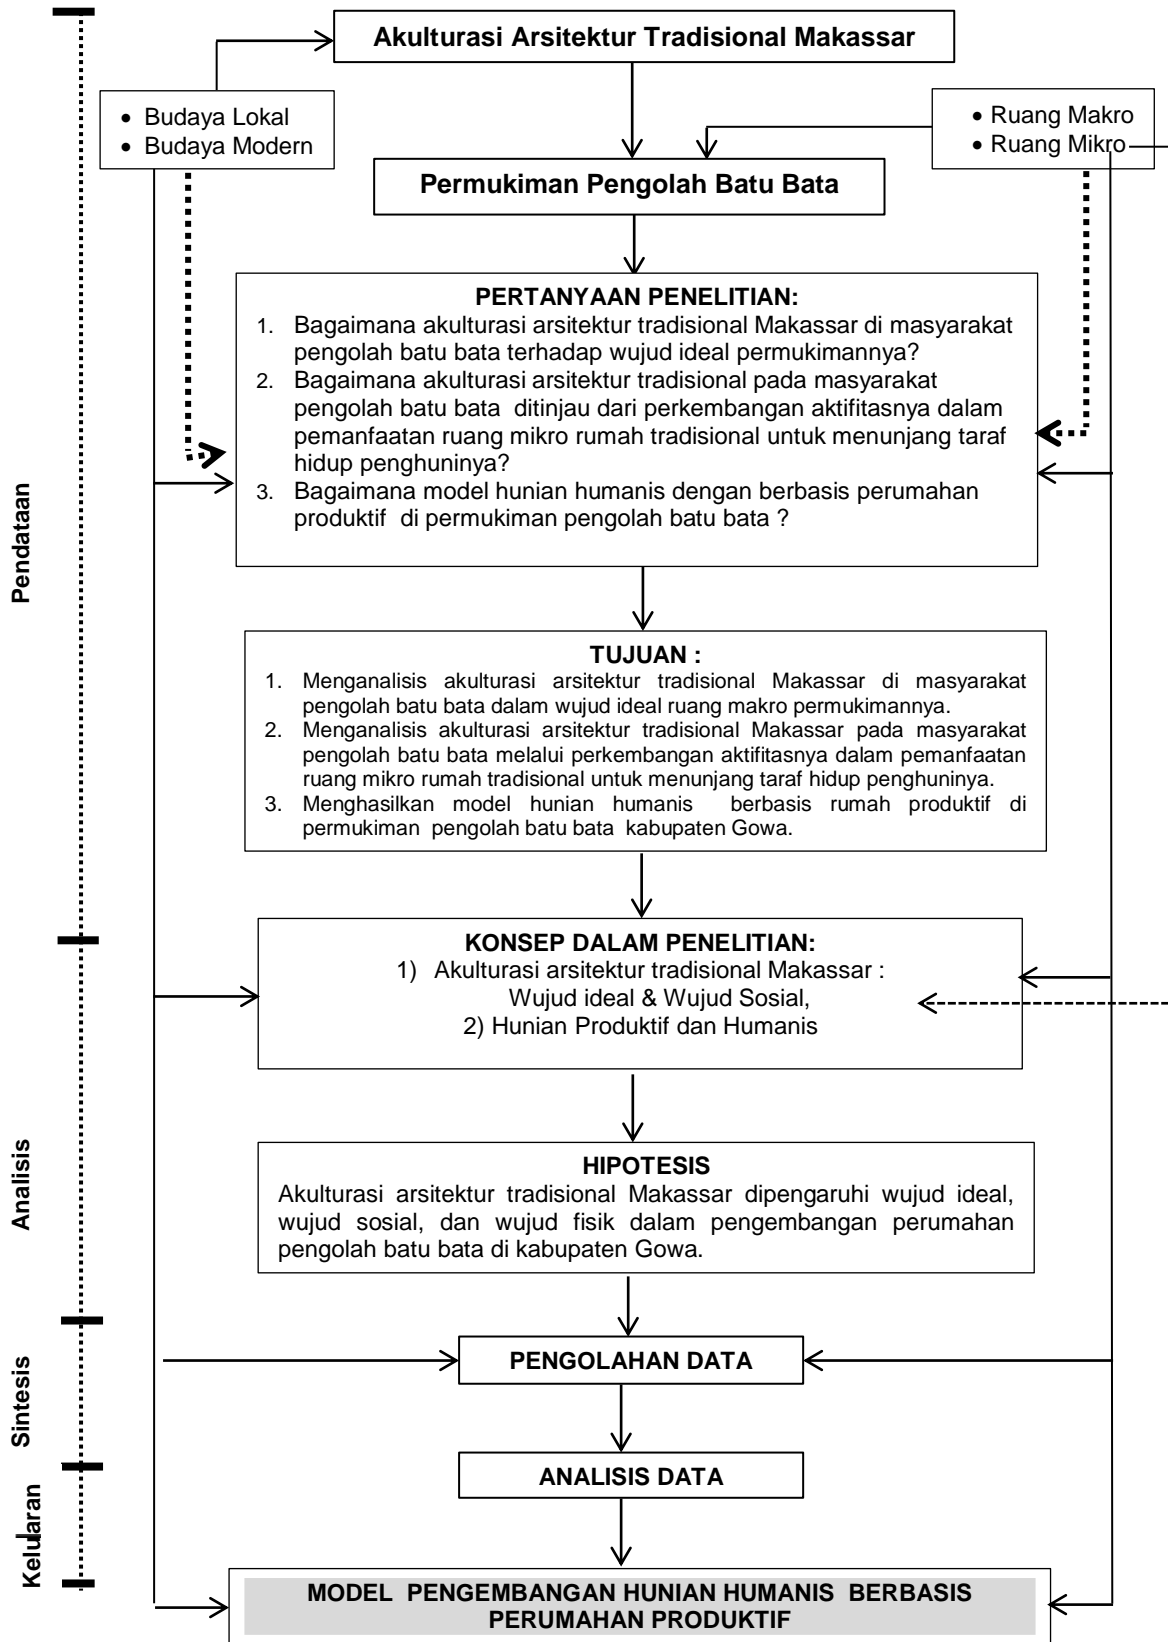 Akulturasi Arsitektur Tradisional Makassar
• Budaya Lokal
• Budaya Modern
• Ruang Makro
• Ruang Mikro
Permukiman Pengolah Batu Bata
PERTANYAAN PENELITIAN:
1. Bagaimana akulturasi arsitektur tradisional Makassar di masyarakat
pengolah batu bata terhadap wujud ideal permukimannya?
2. Bagaimana akulturasi arsitektur tradisional pada masyarakat
pengolah batu bata ditinjau dari perkembangan aktifitasnya dalam
pemanfaatan ruang mikro rumah tradisional untuk menunjang taraf
hidup penghuninya?
3. Bagaimana model hunian humanis dengan berbasis perumahan
produktif di permukiman pengolah batu bata ?
Pendataan
TUJUAN :
1. Menganalisis akulturasi arsitektur tradisional Makassar di masyarakat
pengolah batu bata dalam wujud ideal ruang makro permukimannya.
2. Menganalisis akulturasi arsitektur tradisional Makassar pada masyarakat
pengolah batu bata melalui perkembangan aktifitasnya dalam pemanfaatan
ruang mikro rumah tradisional untuk menunjang taraf hidup penghuninya.
3. Menghasilkan model hunian humanis berbasis rumah produktif di
permukiman pengolah batu bata kabupaten Gowa.
KONSEP DALAM PENELITIAN:
1) Akulturasi arsitektur tradisional Makassar :
Wujud ideal & Wujud Sosial,
2) Hunian Produktif dan Humanis
Analisis
HIPOTESIS
Akulturasi arsitektur tradisional Makassar dipengaruhi wujud ideal,
wujud sosial, dan wujud fisik dalam pengembangan perumahan
pengolah batu bata di kabupaten Gowa.
Sintesis
PENGOLAHAN DATA
ANALISIS DATA
Keluaran
MODEL PENGEMBANGAN HUNIAN HUMANIS BERBASIS
PERUMAHAN PRODUKTIF